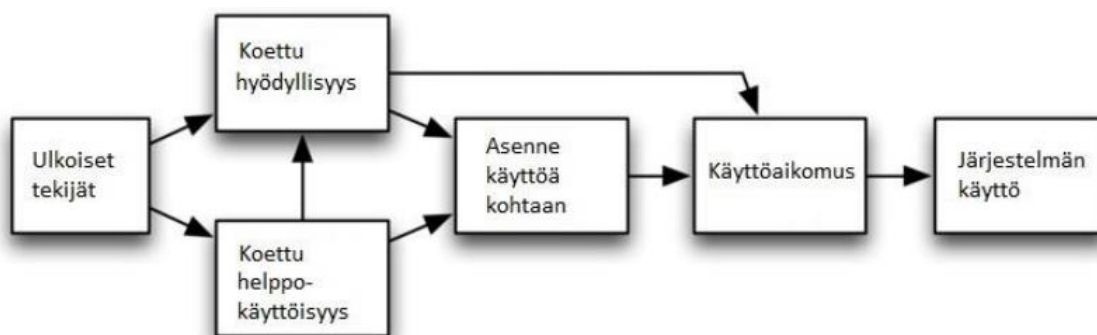 Koettu
hyödyllisyys
Ulkoiset
tekijät
Koettu
helppo-
käyttöisyys
Asenne
käyttöä
kohtaan
Käyttöaikomus
Järjestelmän
käyttö